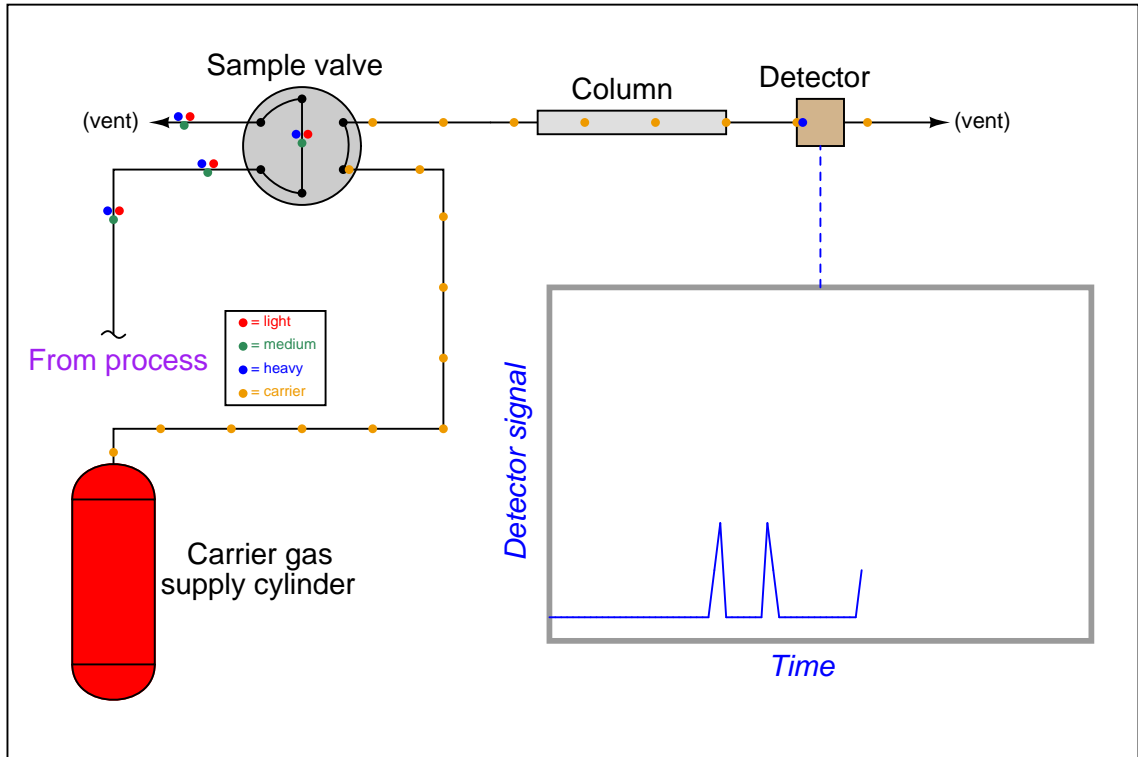 Sample valve
Column
Detector
(vent)
(vent)
= light
= medium
= heavy
= carrier
From process
Detector signal
Carrier gas
supply cylinder
Time